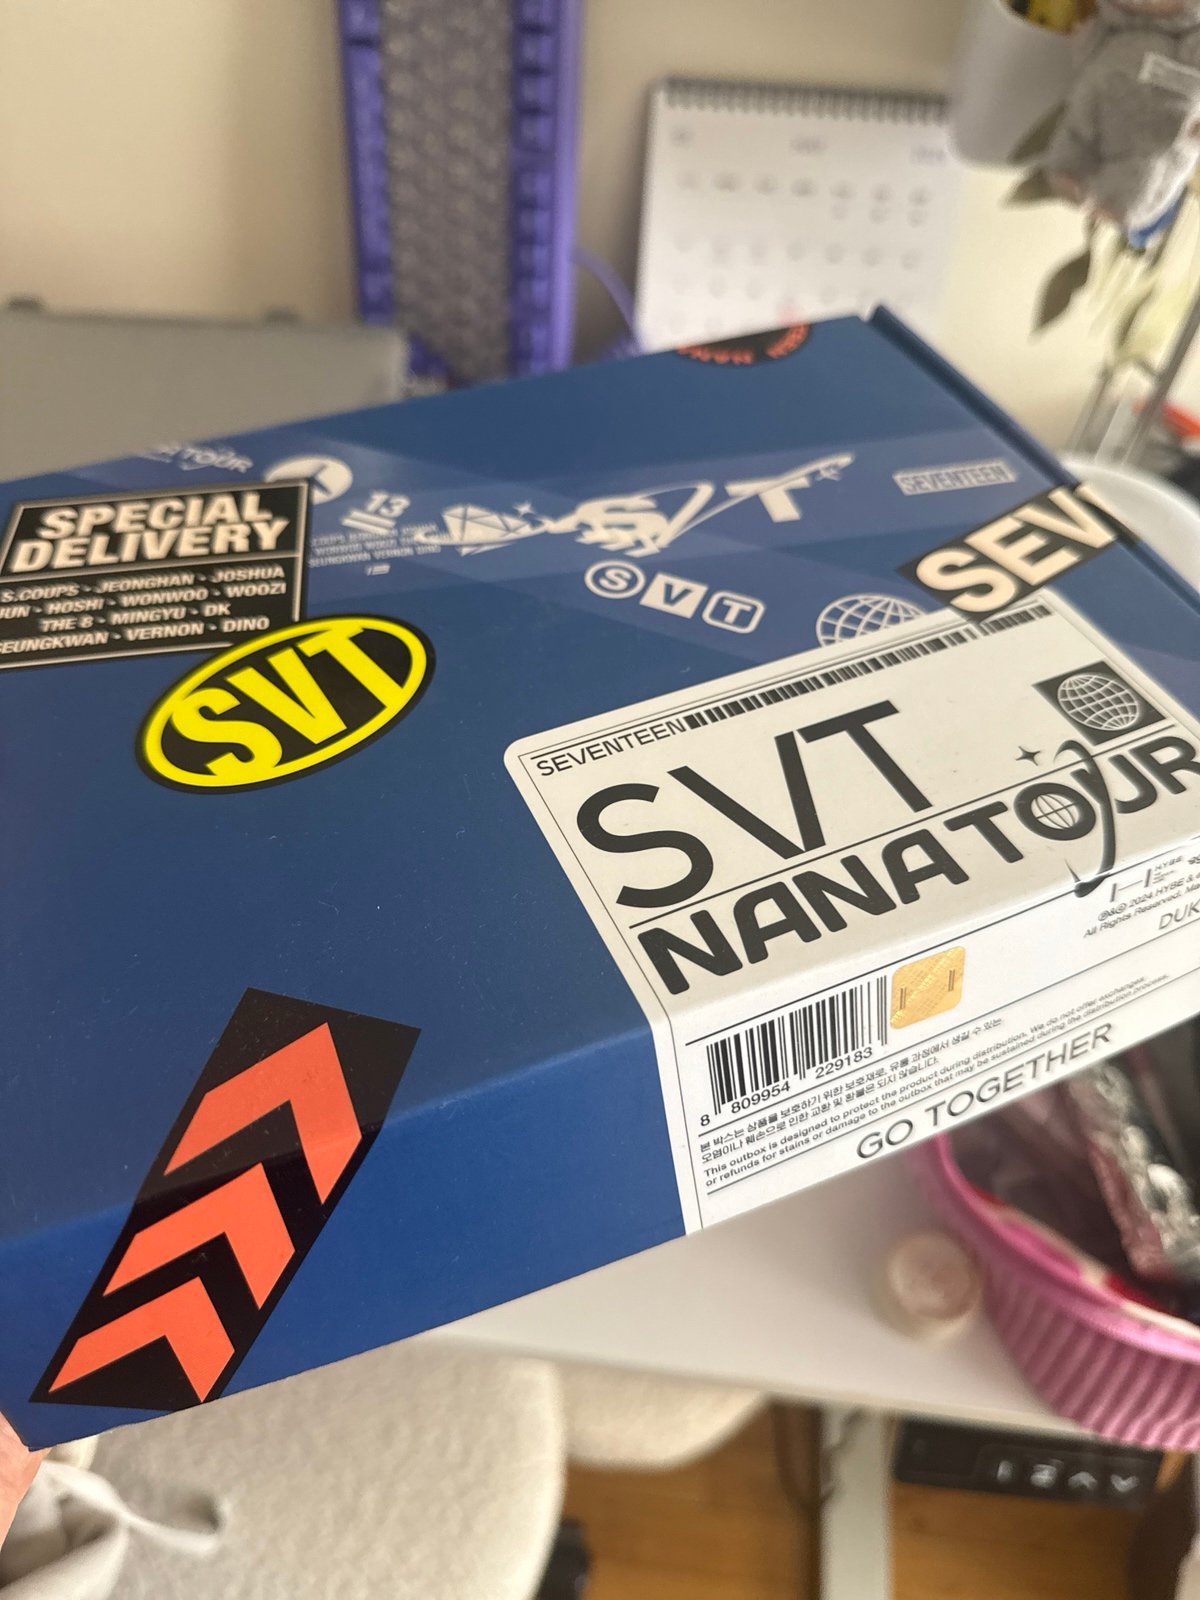 TOUR
SPECIAL
DELIVERY
S.COUPS - JEONGHAN - JOSHUA
JUN - HOSHI - WONWOO - WOOZI
THE 8 - MINGYU - DK
SEUNGKWAN - VERNON - DINO
13
SVT
SEVENTEEN
SVT
SEV
SVT
SEVENTEEN
SVT
NANA TOUR
HYBE
2024 HYBE &
All Rights Reserved.
8 809954 229183
본 박스는 상품을 보호하기 위한 보호재로, 유통 과정에서 생길 수 있는
오염이나 훼손으로 인한 교환 및 환불은 되지 않습니다.
This outbox is designed to protect the product during distribution. We do not offer exchanges
or refunds for stains or damage to the outbox that may be sustained during the distribution process.
GO TOGETHER